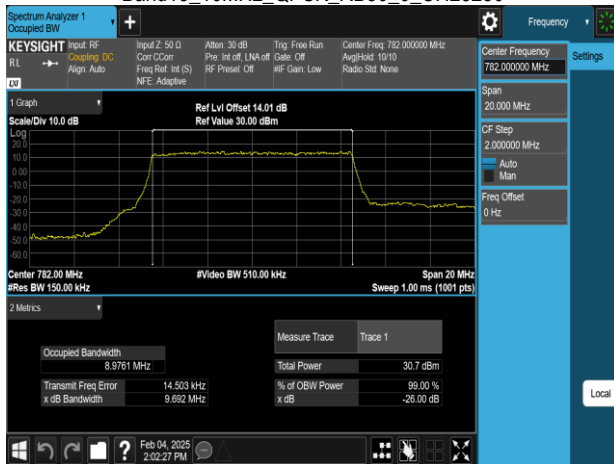 Spectrum Analyzer 1
Occupied BW
Frequency
KEYSIGHT
RL
LXI
Input: RF
Coupling: DC
Align: Auto
Input Z: 50 Ω
Corr CCorr
Freq Ref: Int (S)
NFE: Adaptive
Atten: 30 dB
Pre: Int off, LNA off
RF Preset: Off
Trig: Free Run
Gate: Off
#IF Gain: Low
Center Freq: 782.000000 MHz
Avg|Hold: 10/10
Radio Std: None
Center Frequency
782.000000 MHz
Settings
Span
20.000 MHz
CF Step
2.000000 MHz
Auto
Man
Freq Offset
0 Hz
Local
1 Graph
Scale/Div 10.0 dB
Ref Lvl Offset 14.01 dB
Ref Value 30.00 dBm
Log
20.0
10.0
0.00
-10.0
-20.0
-30.0
-40.0
-50.0
-60.0
Center 782.00 MHz
#Video BW 510.00 kHz
Span 20 MHz
#Res BW 150.00 kHz
Sweep 1.00 ms (1001 pts)
2 Metrics
Measure Trace Trace 1
Occupied Bandwidth
8.9761 MHz
Total Power 30.7 dBm
Transmit Freq Error 14.503 kHz
% of OBW Power 99.00 %
x dB Bandwidth 9.692 MHz
x dB -26.00 dB
?
Feb 04, 2025
2:02:27 PM